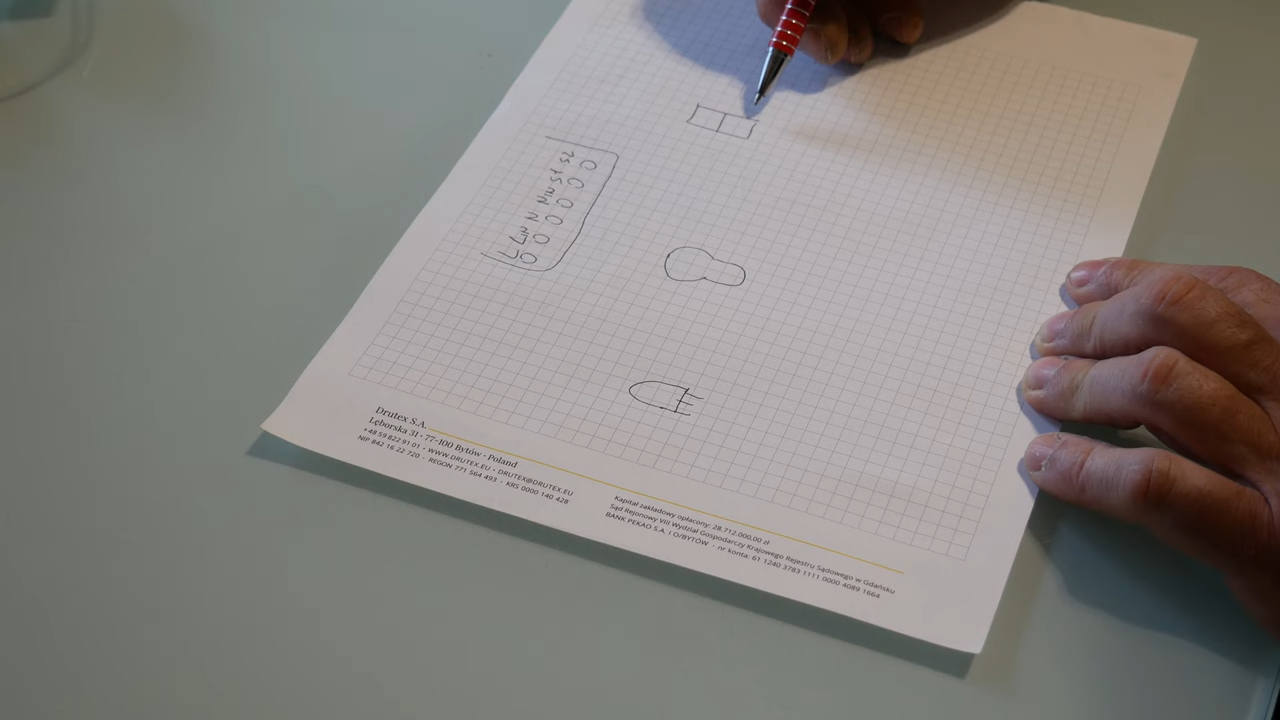 L Lin N Nin S1 S2
O O O O O O
Drutex S.A.
Lęborska 31 • 77-100 Bytów • Poland
+48 59 822 91 01 • WWW.DRUTEX.EU • DRUTEX@DRUTEX.EU
NIP 842 16 22 720 - REGON 771 564 493 - KRS 0000 140 428
Kapitał zakładowy opłacony: 28.712.000,00 zł
Sąd Rejonowy VIII Wydział Gospodarczy Krajowego Rejestru Sądowego w Gdańsku
BANK PEKAO S.A. I O/BYTÓW - nr konta: 61 1240 3783 1111 0000 4089 1664